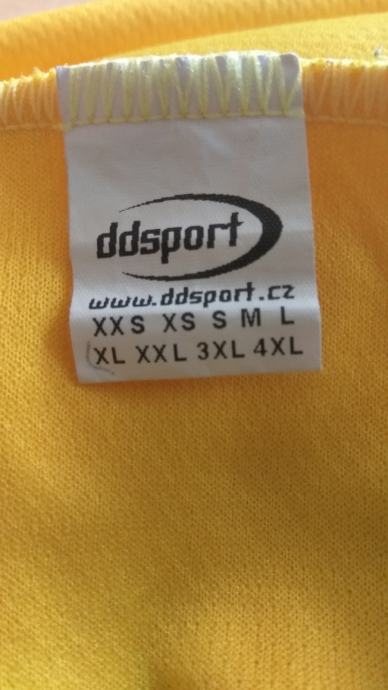 ddsport
www.ddsport.cz
XXS XS S M L
XL XXL 3XL 4XL